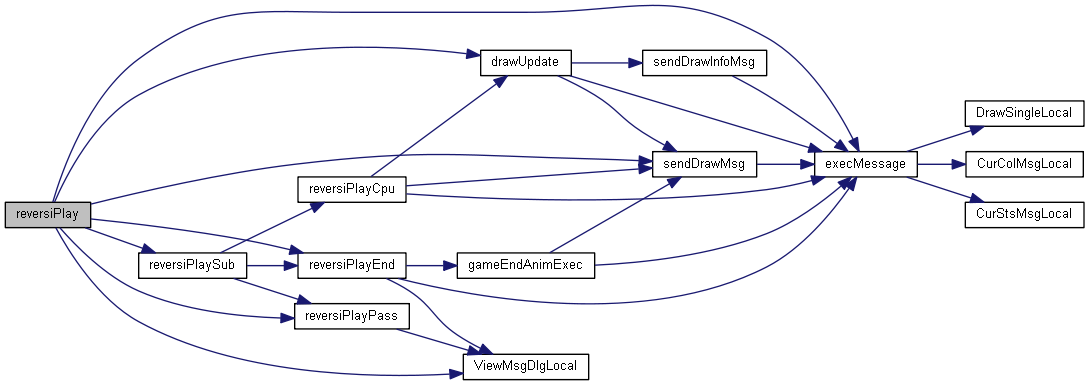 reversiPlay
reversiPlaySub
reversiPlayCpu
reversiPlayEnd
reversiPlayPass
drawUpdate
gameEndAnimExec
ViewMsgDlgLocal
sendDrawInfoMsg
sendDrawMsg
execMessage
DrawSingleLocal
CurColMsgLocal
CurStsMsgLocal